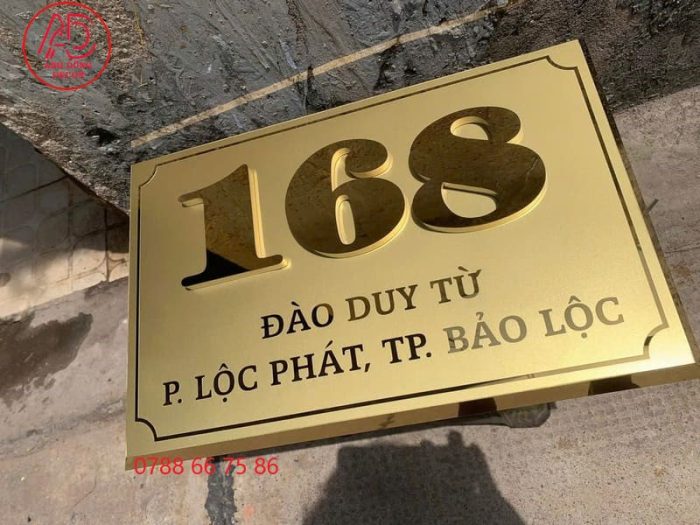 168
ĐÀO DUY TỪ
P. LỘC PHÁT, TP. BẢO LỘC
0788 66 75 86